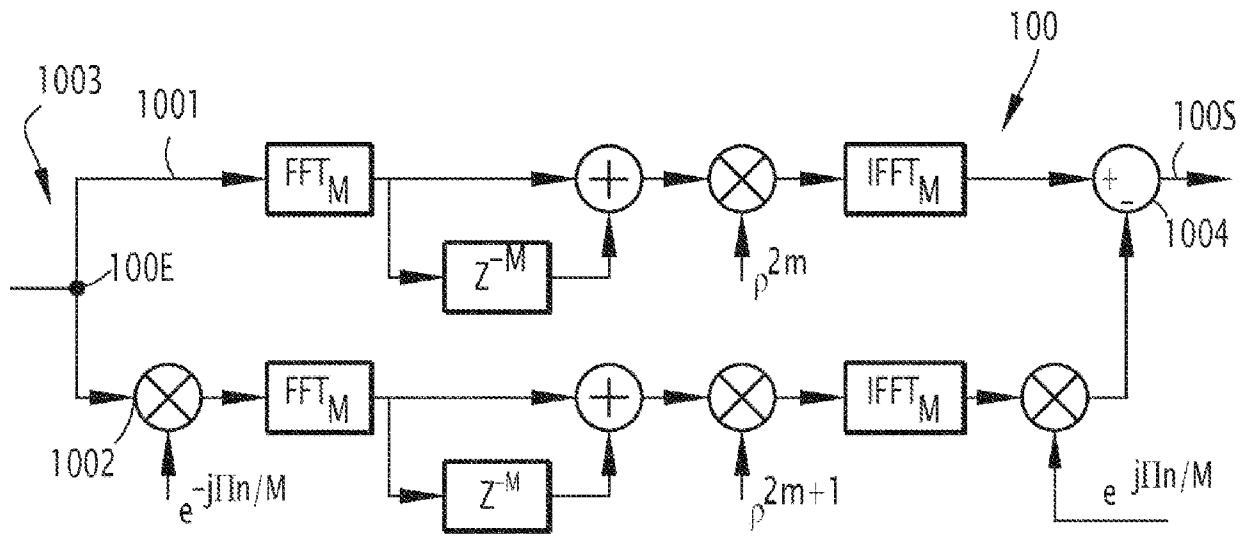 100
1003
1001
100S
FFT_M
+
IFFT_M
+
-
1004
Z^-M
100E
ρ^2m
FFT_M
+
IFFT_M
1002
Z^-M
e^-jΠn/M
ρ^2m+1
e^jΠn/M